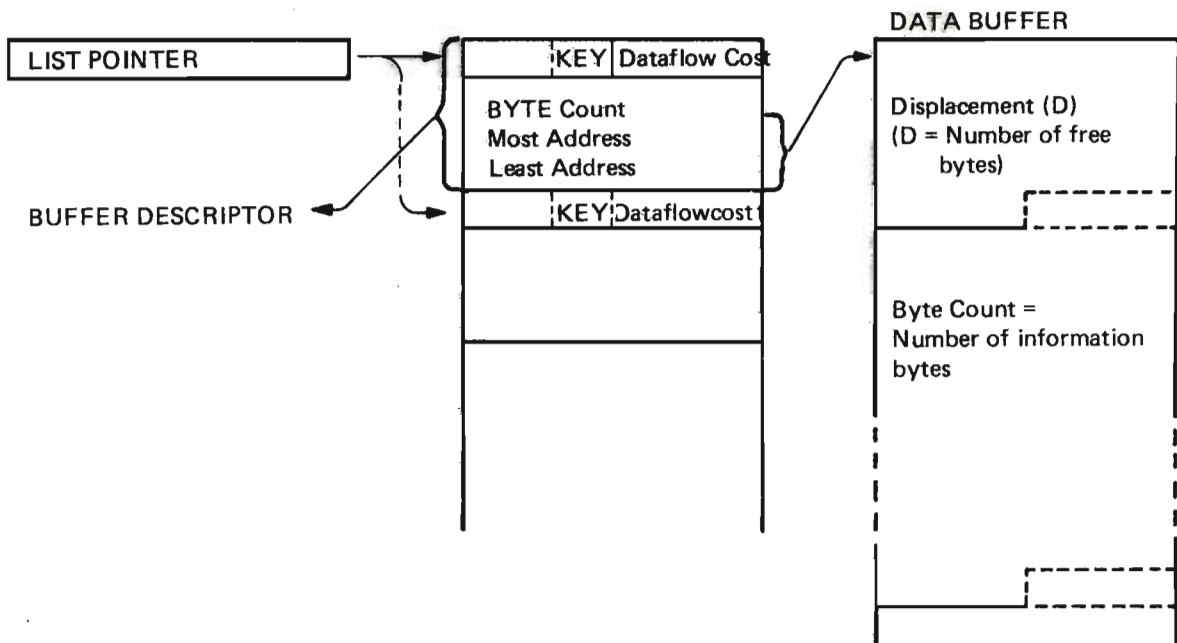 DATA BUFFER
LIST POINTER
KEY Dataflow Cost
BYTE Count
Most Address
Least Address
BUFFER DESCRIPTOR
KEY Dataflowcost
Displacement (D)
(D = Number of free
bytes)
Byte Count =
Number of information
bytes